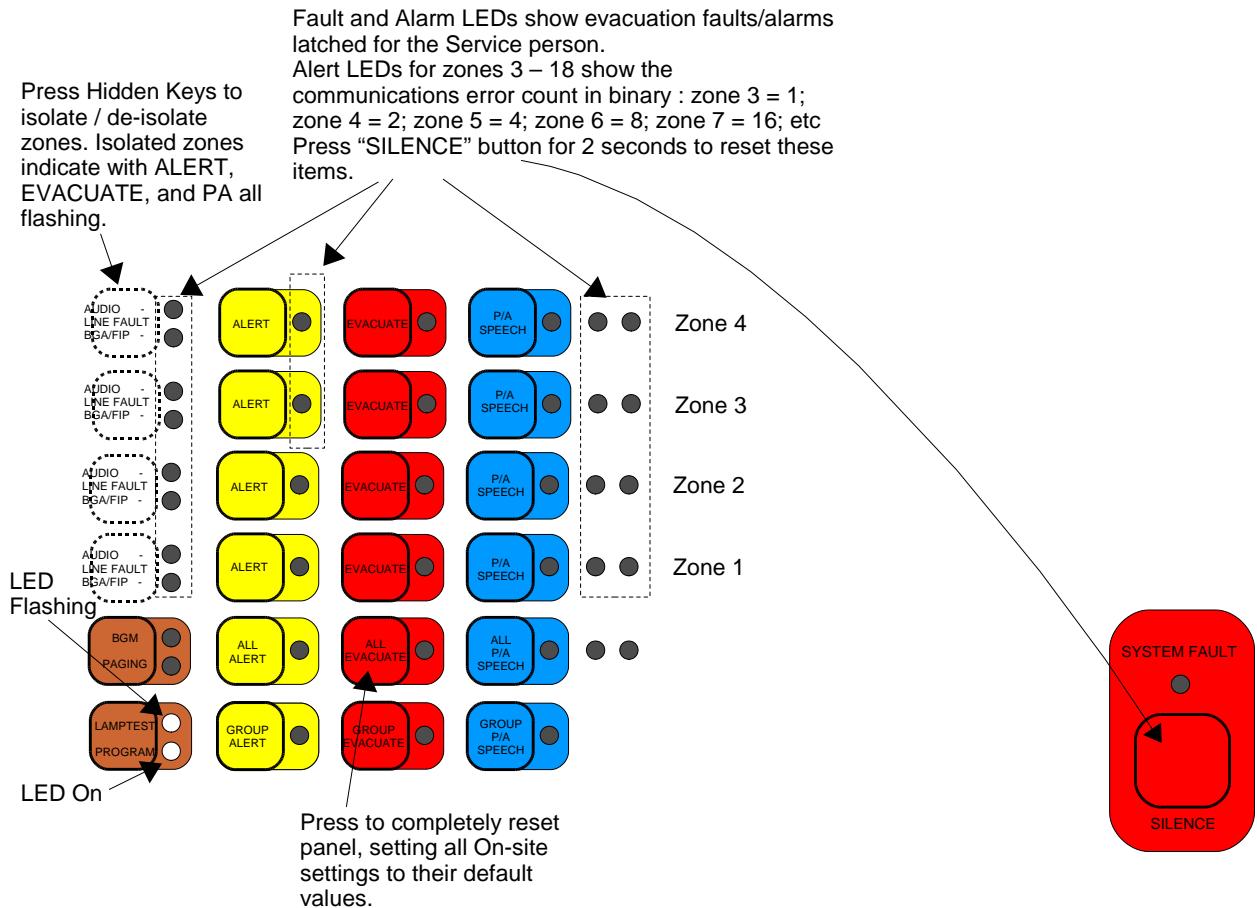 Fault and Alarm LEDs show evacuation faults/alarms
latched for the Service person.
Alert LEDs for zones 3 – 18 show the
communications error count in binary : zone 3 = 1;
zone 4 = 2; zone 5 = 4; zone 6 = 8; zone 7 = 16; etc
Press “SILENCE” button for 2 seconds to reset these
items.
Press Hidden Keys to
isolate / de-isolate
zones. Isolated zones
indicate with ALERT,
EVACUATE, and PA all
flashing.
AUDIO -
LINE FAULT
BGA/FIP -
ALERT
EVACUATE
P/A
SPEECH
Zone 4
AUDIO -
LINE FAULT
BGA/FIP -
ALERT
EVACUATE
P/A
SPEECH
Zone 3
AUDIO -
LINE FAULT
BGA/FIP -
ALERT
EVACUATE
P/A
SPEECH
Zone 2
AUDIO -
LINE FAULT
BGA/FIP -
ALERT
EVACUATE
P/A
SPEECH
Zone 1
LED
Flashing
BGM
PAGING
ALL
ALERT
ALL
EVACUATE
ALL
P/A
SPEECH
LAMPTEST
PROGRAM
GROUP
ALERT
GROUP
EVACUATE
GROUP
P/A
SPEECH
LED On
Press to completely reset
panel, setting all On-site
settings to their default
values.
SYSTEM FAULT
SILENCE